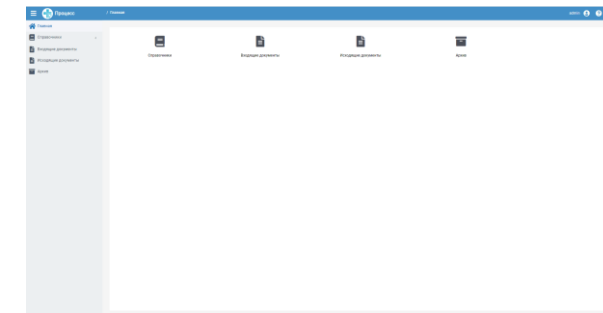 Процесс
/ Главная
admin
Главная
Справочники
Входящие документы
Исходящие документы
Архив
Справочники
Входящие документы
Исходящие документы
Архив